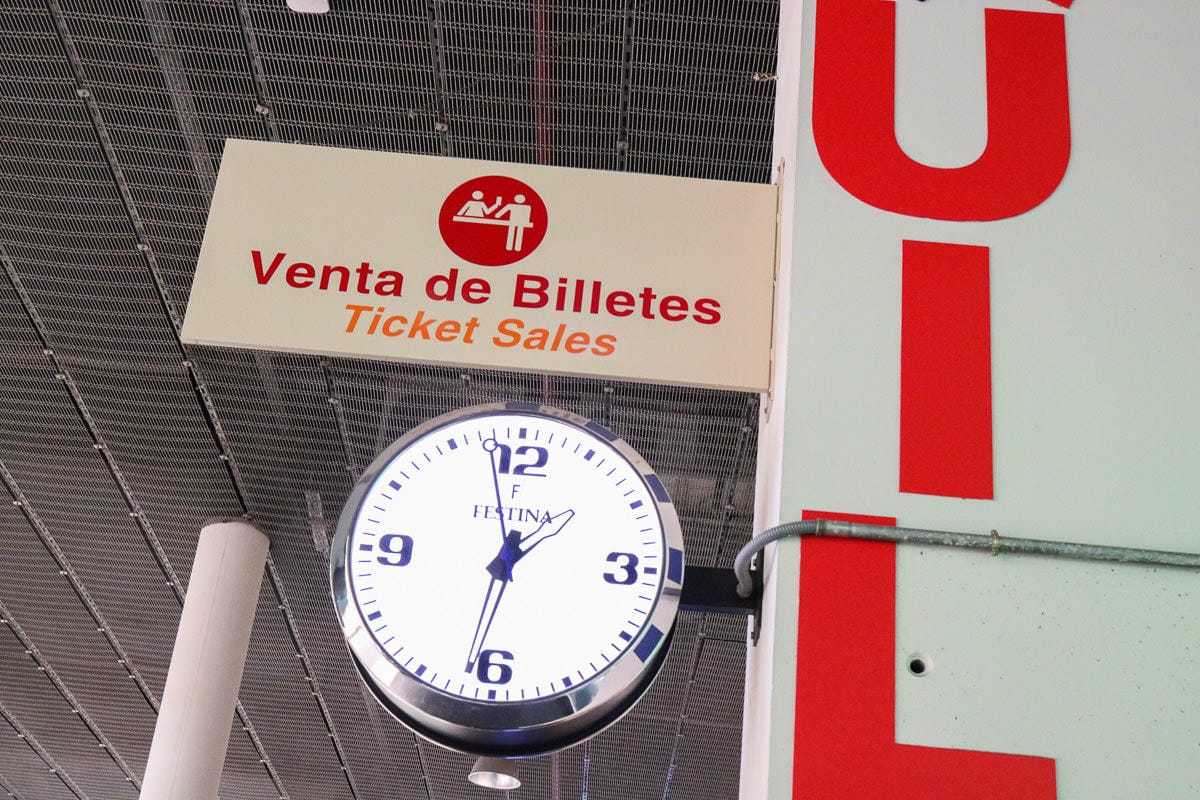 Venta de Billetes
Ticket Sales
12
F
FESTINA
9
3
6
U
I
L